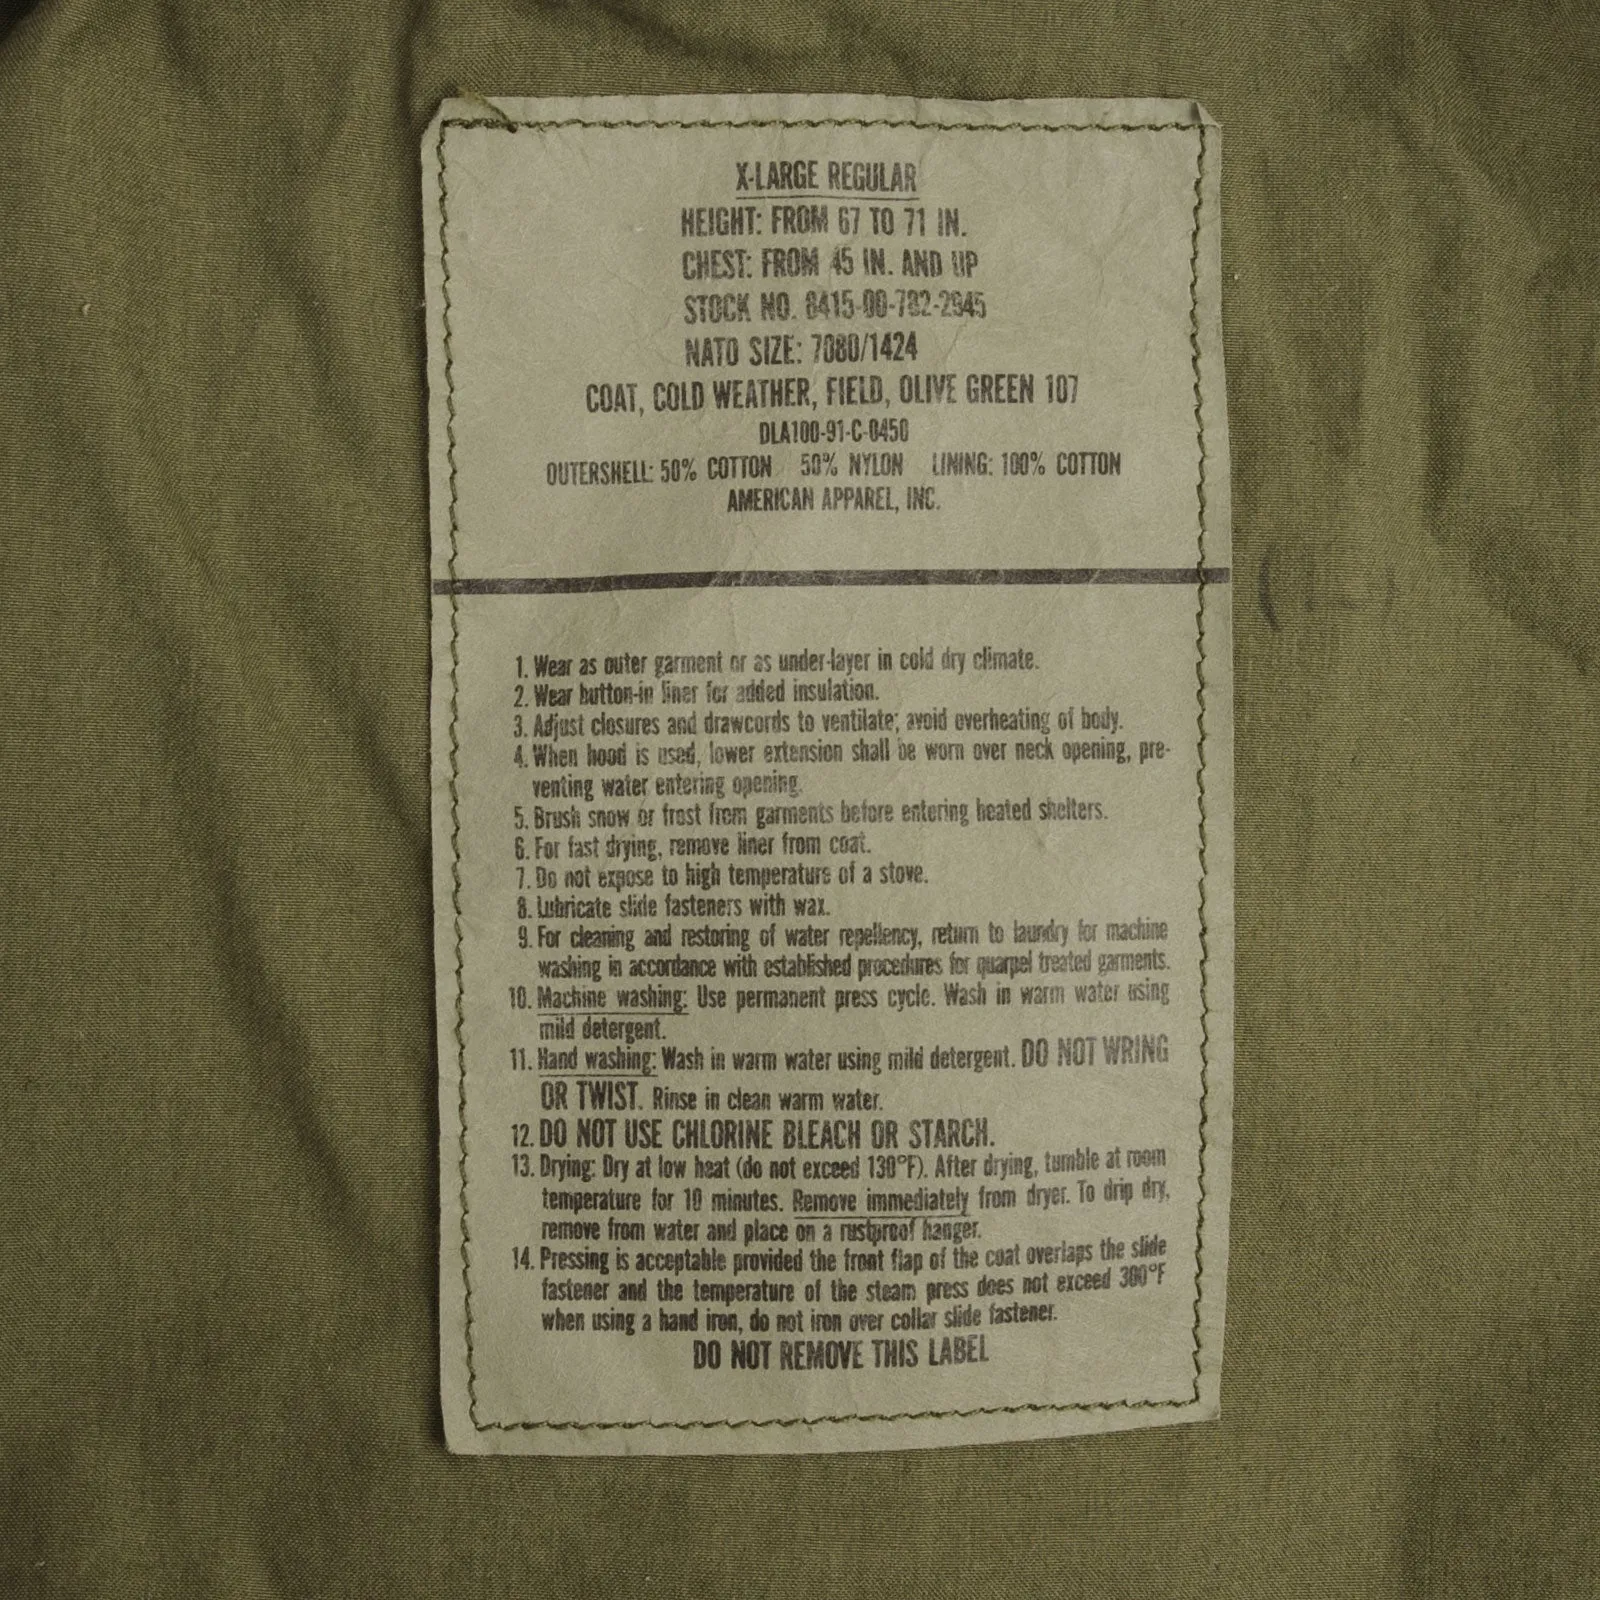 X-LARGE REGULAR
HEIGHT: FROM 67 TO 71 IN.
CHEST: FROM 45 IN. AND UP
STOCK NO. 8415-00-782-2945
NATO SIZE: 7080/1424
COAT, COLD WEATHER, FIELD, OLIVE GREEN 107
DLA100-91-C-0450
OUTERSHELL: 50% COTTON 50% NYLON LINING: 100% COTTON
AMERICAN APPAREL, INC.
1. Wear as outer garment or as under-layer in cold dry climate.
2. Wear button-in liner for added insulation.
3. Adjust closures and drawcords to ventilate; avoid overheating of body.
4. When hood is used, lower extension shall be worn over neck opening, pre-
venting water entering opening.
5. Brush snow or frost from garments before entering heated shelters.
6. For fast drying, remove liner from coat.
7. Do not expose to high temperature of a stove.
8. Lubricate slide fasteners with wax.
9. For cleaning and restoring of water repellency, return to laundry for machine
washing in accordance with established procedures for quarpel treated garments.
10. Machine washing: Use permanent press cycle. Wash in warm water using
mild detergent.
11. Hand washing: Wash in warm water using mild detergent. DO NOT WRING
OR TWIST. Rinse in clean warm water.
12. DO NOT USE CHLORINE BLEACH OR STARCH.
13. Drying: Dry at low heat (do not exceed 130°F). After drying, tumble at room
temperature for 10 minutes. Remove immediately from dryer. To drip dry,
remove from water and place on a rustproof hanger.
14. Pressing is acceptable provided the front flap of the coat overlaps the slide
fastener and the temperature of the steam press does not exceed 300°F
when using a hand iron, do not iron over collar slide fastener.
DO NOT REMOVE THIS LABEL